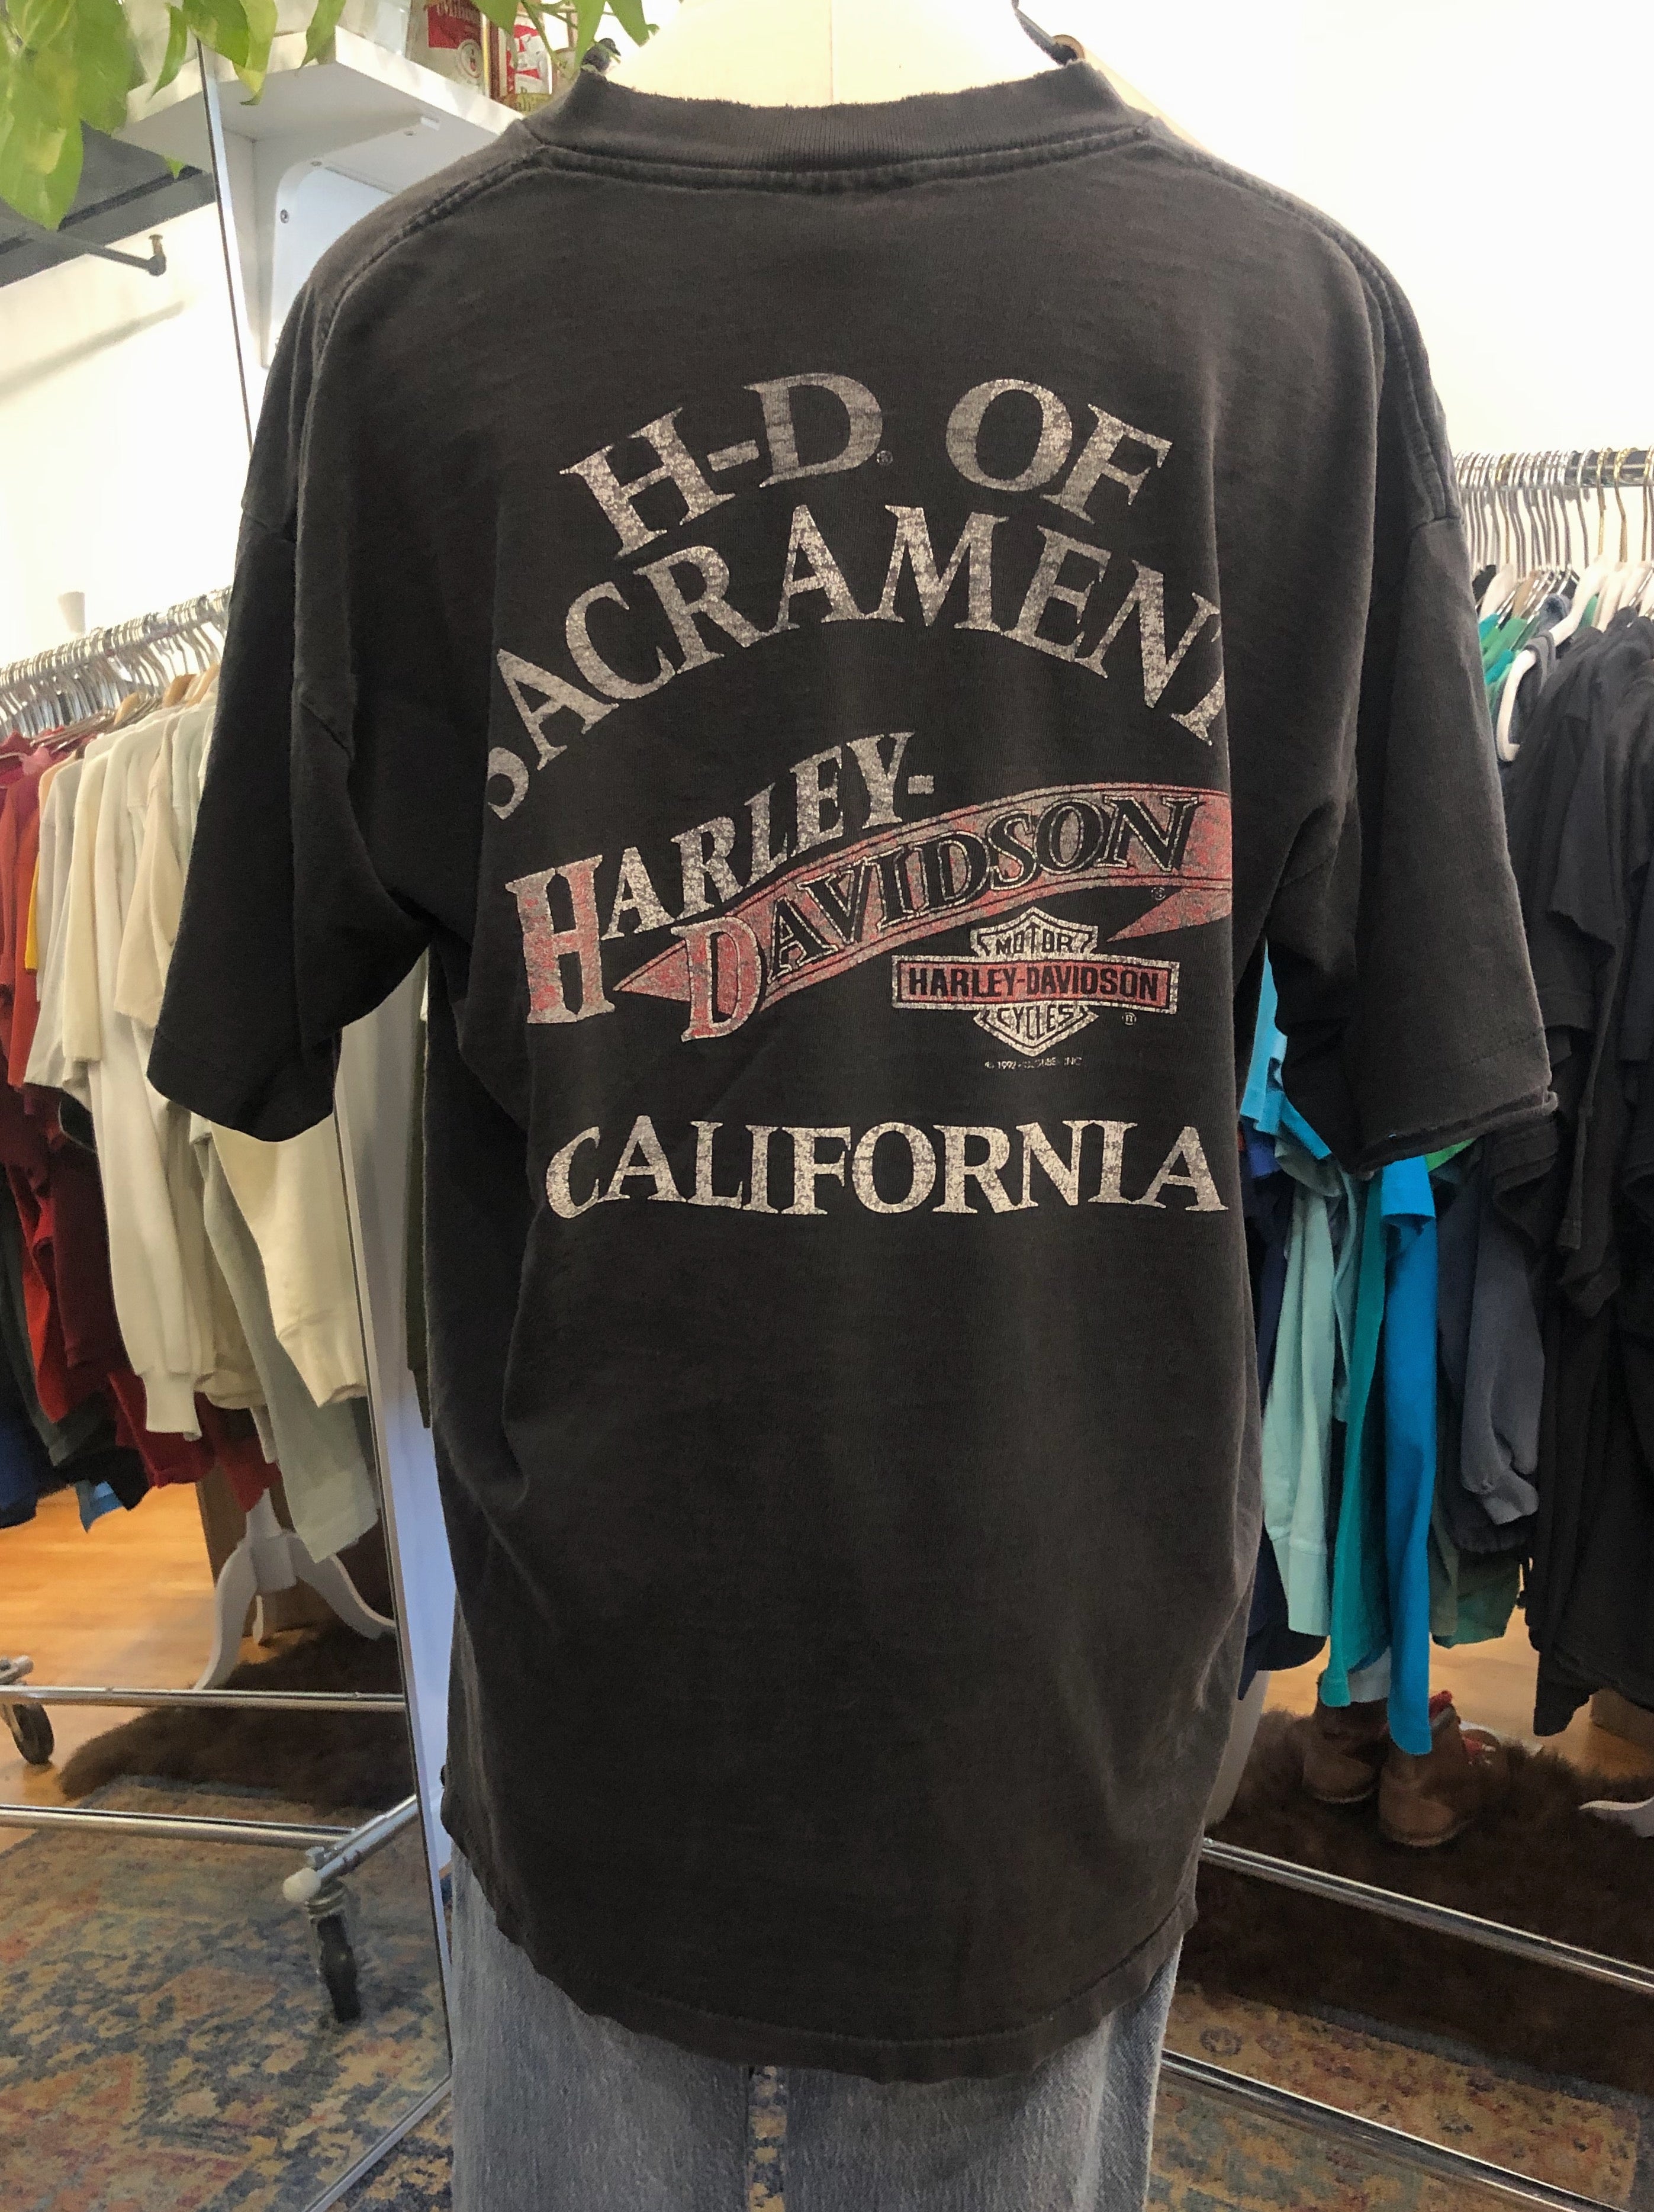 H-D® OF
SACRAMENT
HARLEY-
DAVIDSON
®
MOTOR
HARLEY-DAVIDSON
CYCLES
®
CALIFORNIA